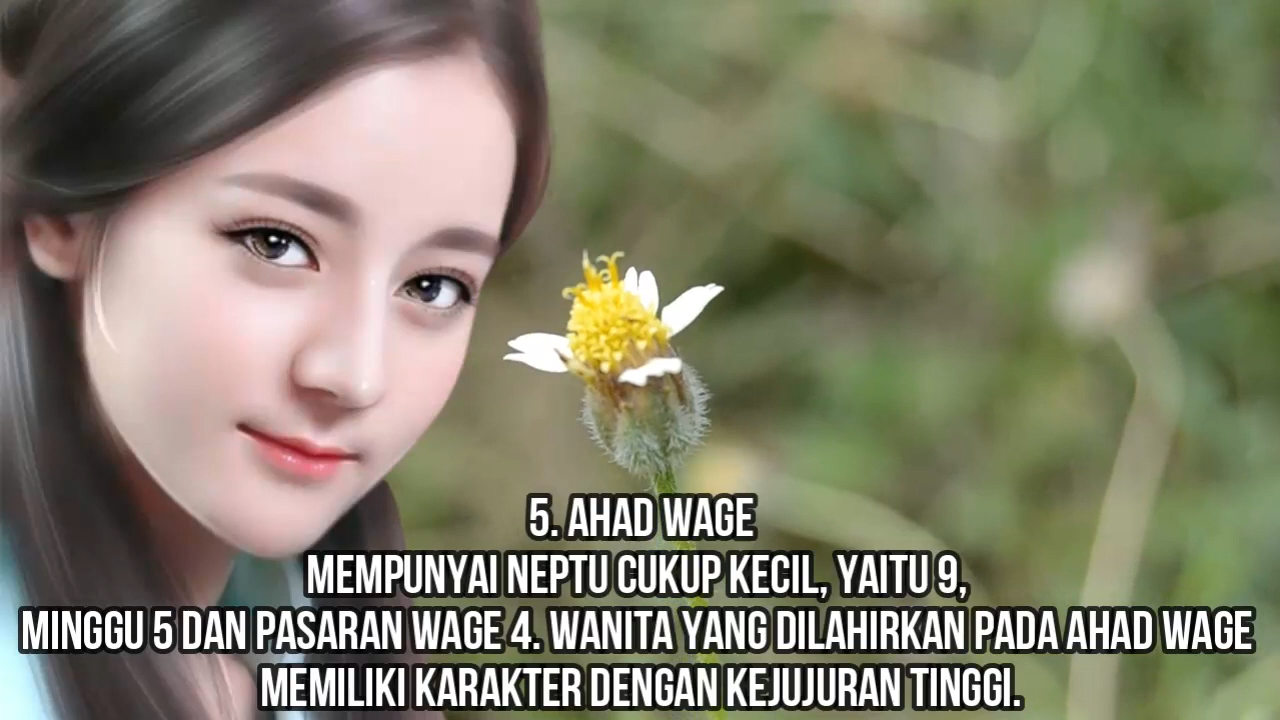 5. AHAD WAGE
MEMPUNYAI NEPTU CUKUP KECIL, YAITU 9,
MINGGU 5 DAN PASARAN WAGE 4. WANITA YANG DILAHIRKAN PADA AHAD WAGE
MEMILIKI KARAKTER DENGAN KEJUJURAN TINGGI.